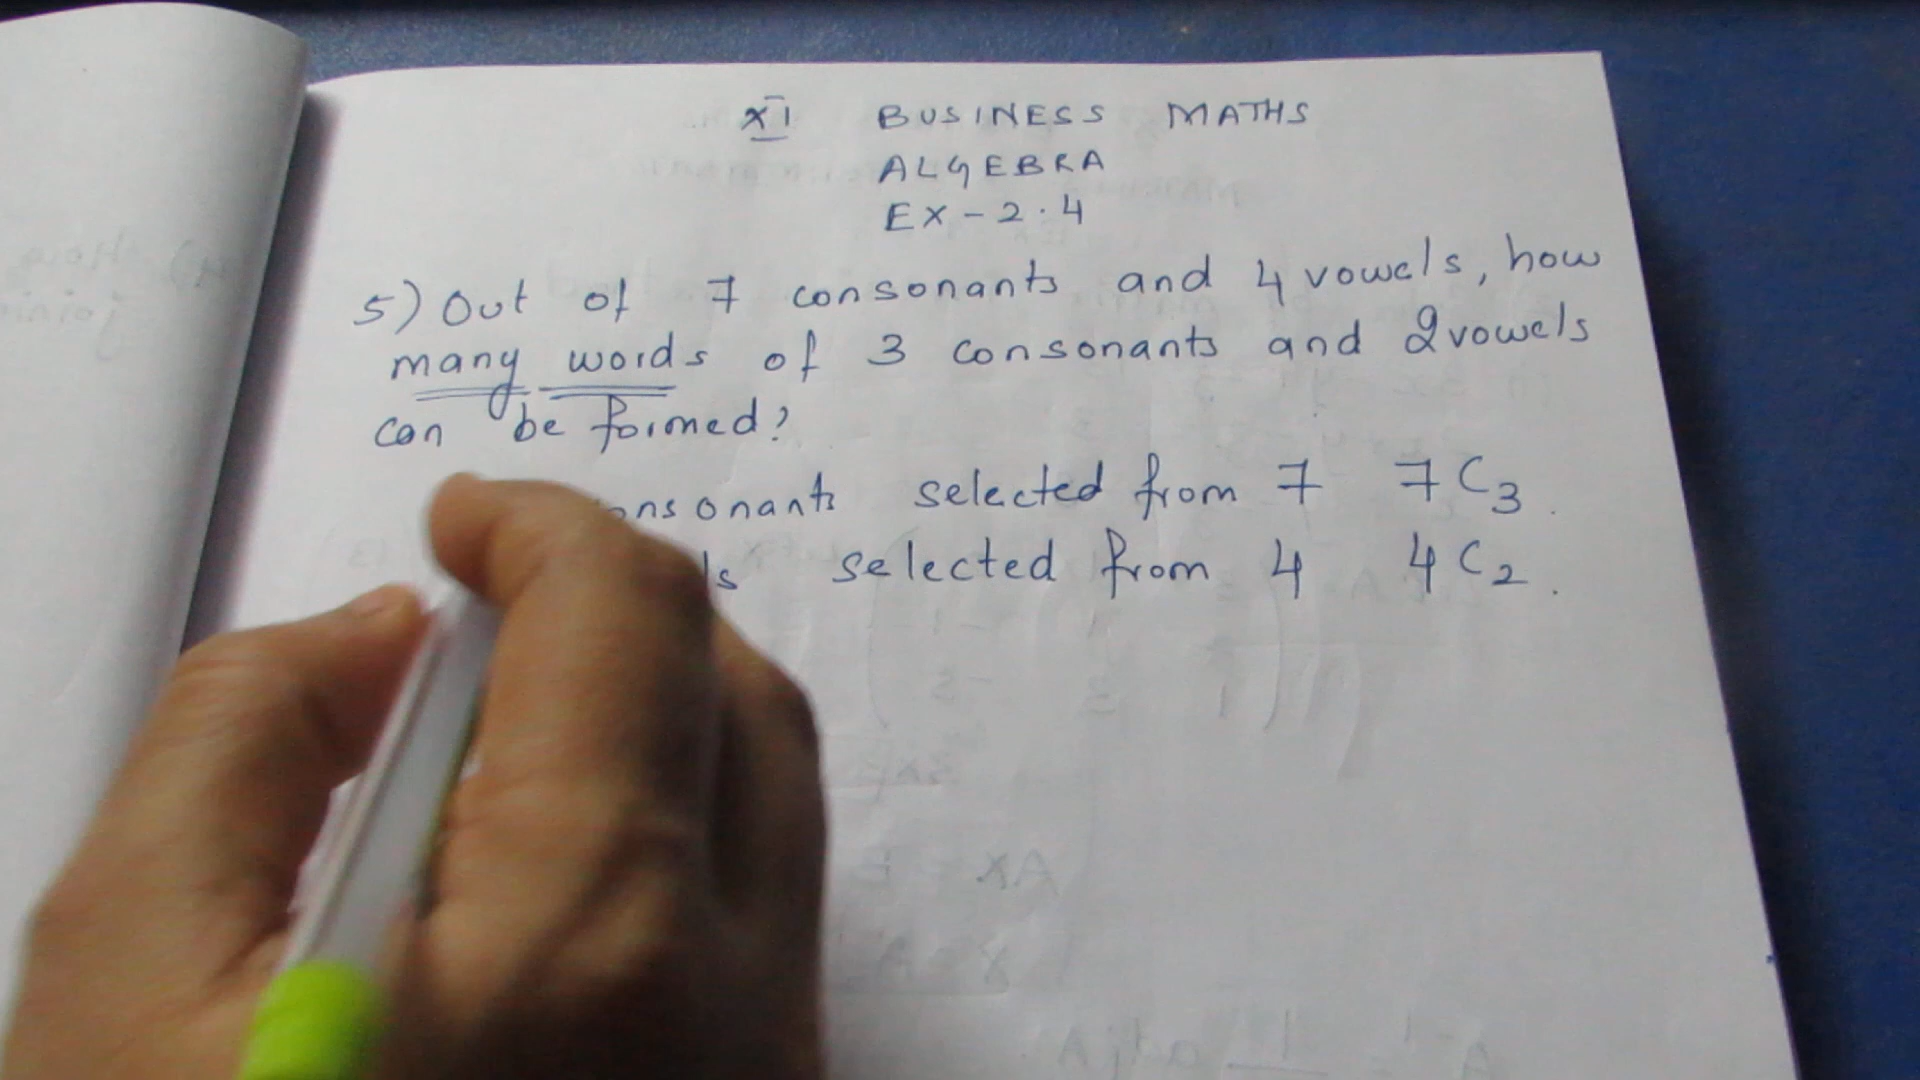 XI BUSINESS MATHS
ALGEBRA
EX - 2.4
5) Out of 7 consonants and 4 vowels, how
many words of 3 consonants and 2 vowels
can be formed?
onsonants selected from 7 7C3
ls selected from 4 4C2